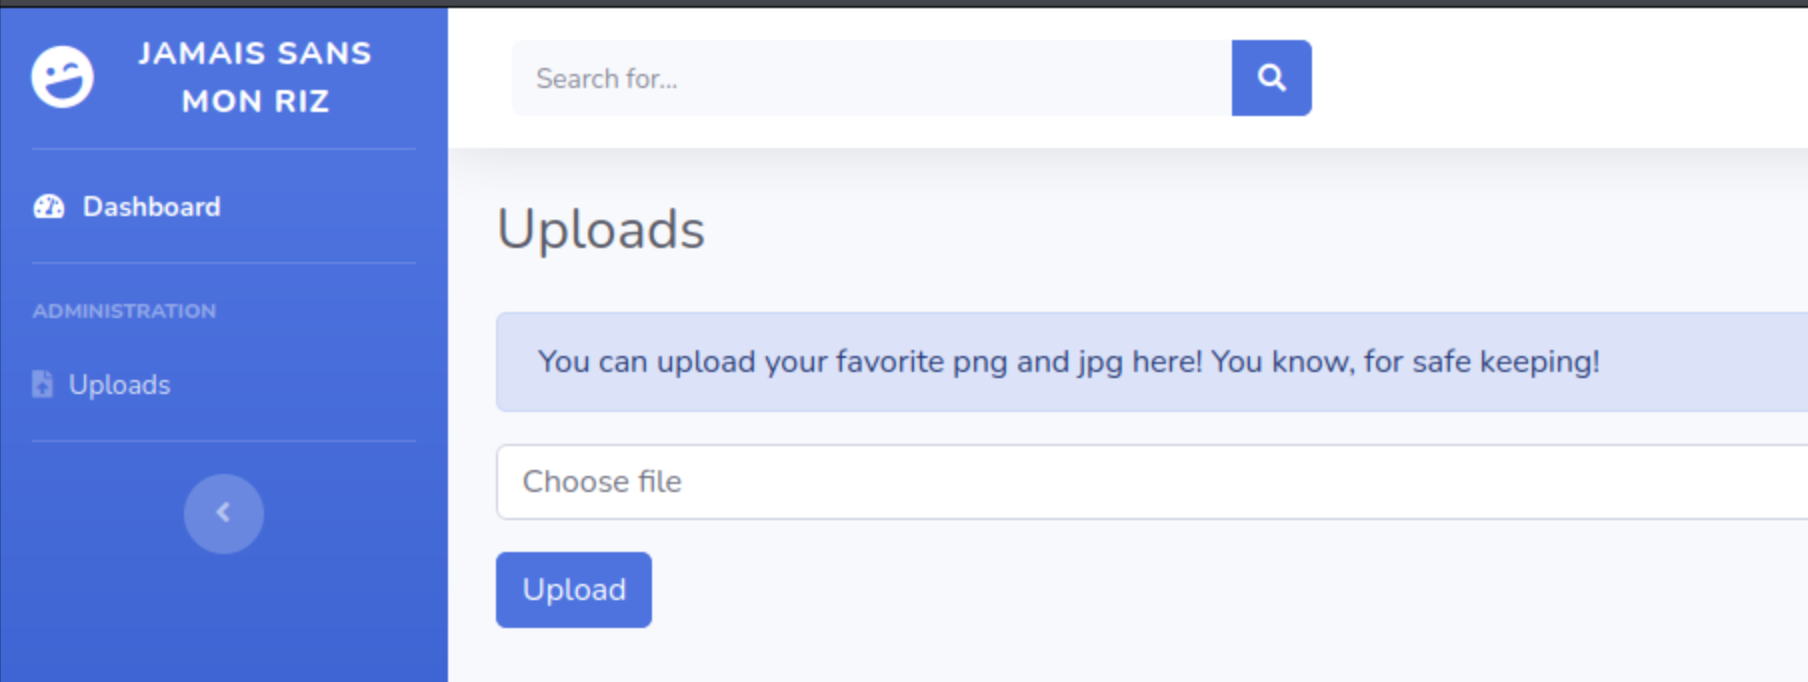 JAMAIS SANS
MON RIZ
Search for...
Dashboard
Uploads
ADMINISTRATION
You can upload your favorite png and jpg here! You know, for safe keeping!
Uploads
Choose file
Upload